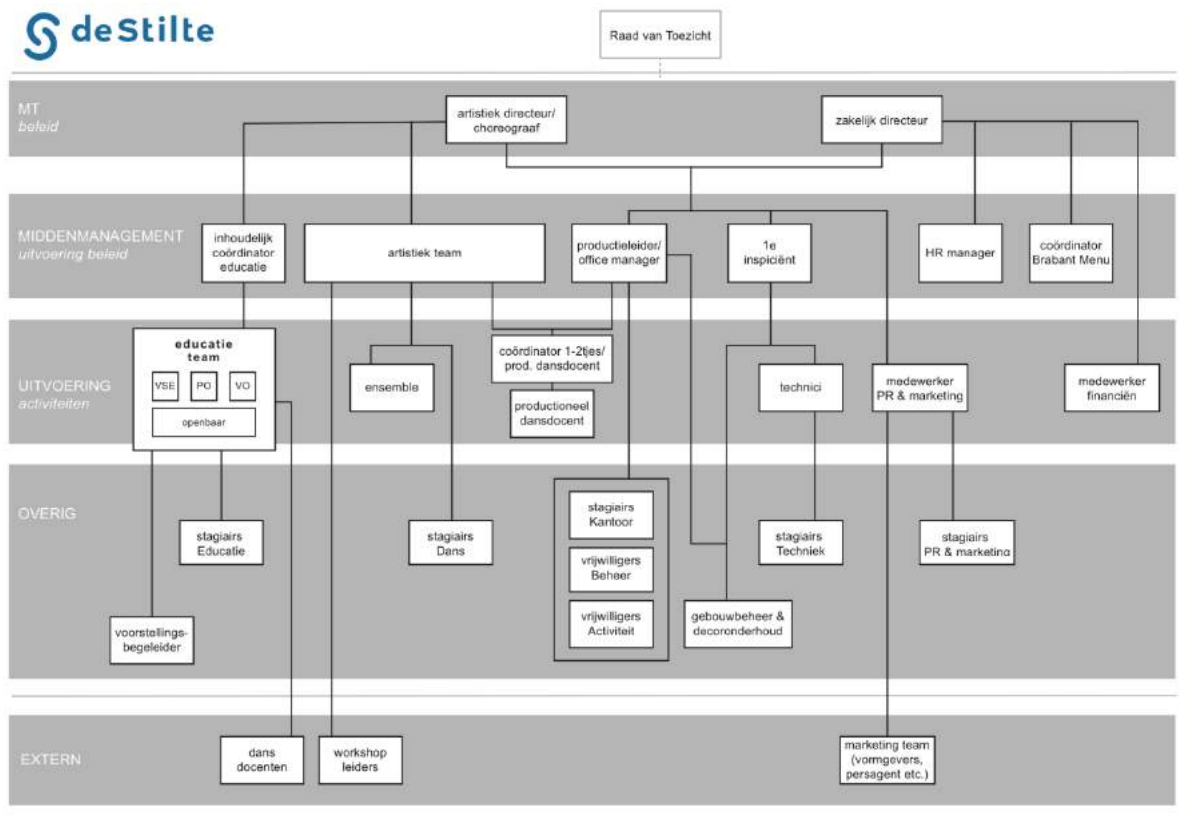 deStilte
Raad van Toezicht
MT
beleid
artistiek directeur/
choreograaf
zakelijk directeur
MIDDENMANAGEMENT
uitvoering beleid
inhoudelijk
coördinator
educatie
artistiek team
productieleider/
office manager
1e
inspiciënt
HR manager
coördinator
Brabant Menu
UITVOERING
activiteiten
educatie
team
VSE
PO
VO
openbaar
ensemble
coördinator 1-2tjes/
prod. dansdocent
productioneel
dansdocent
technici
medewerker
PR & marketing
medewerker
financiën
OVERIG
stagiairs
Educatie
stagiairs
Dans
stagiairs
Kantoor
vrijwilligers
Beheer
vrijwilligers
Activiteit
stagiairs
Techniek
stagiairs
PR & marketing
voorstellings-
begeleider
gebouwbeheer &
decoronderhoud
EXTERN
dans
docenten
workshop
leiders
marketing team
(vormgevers,
persagent etc.)